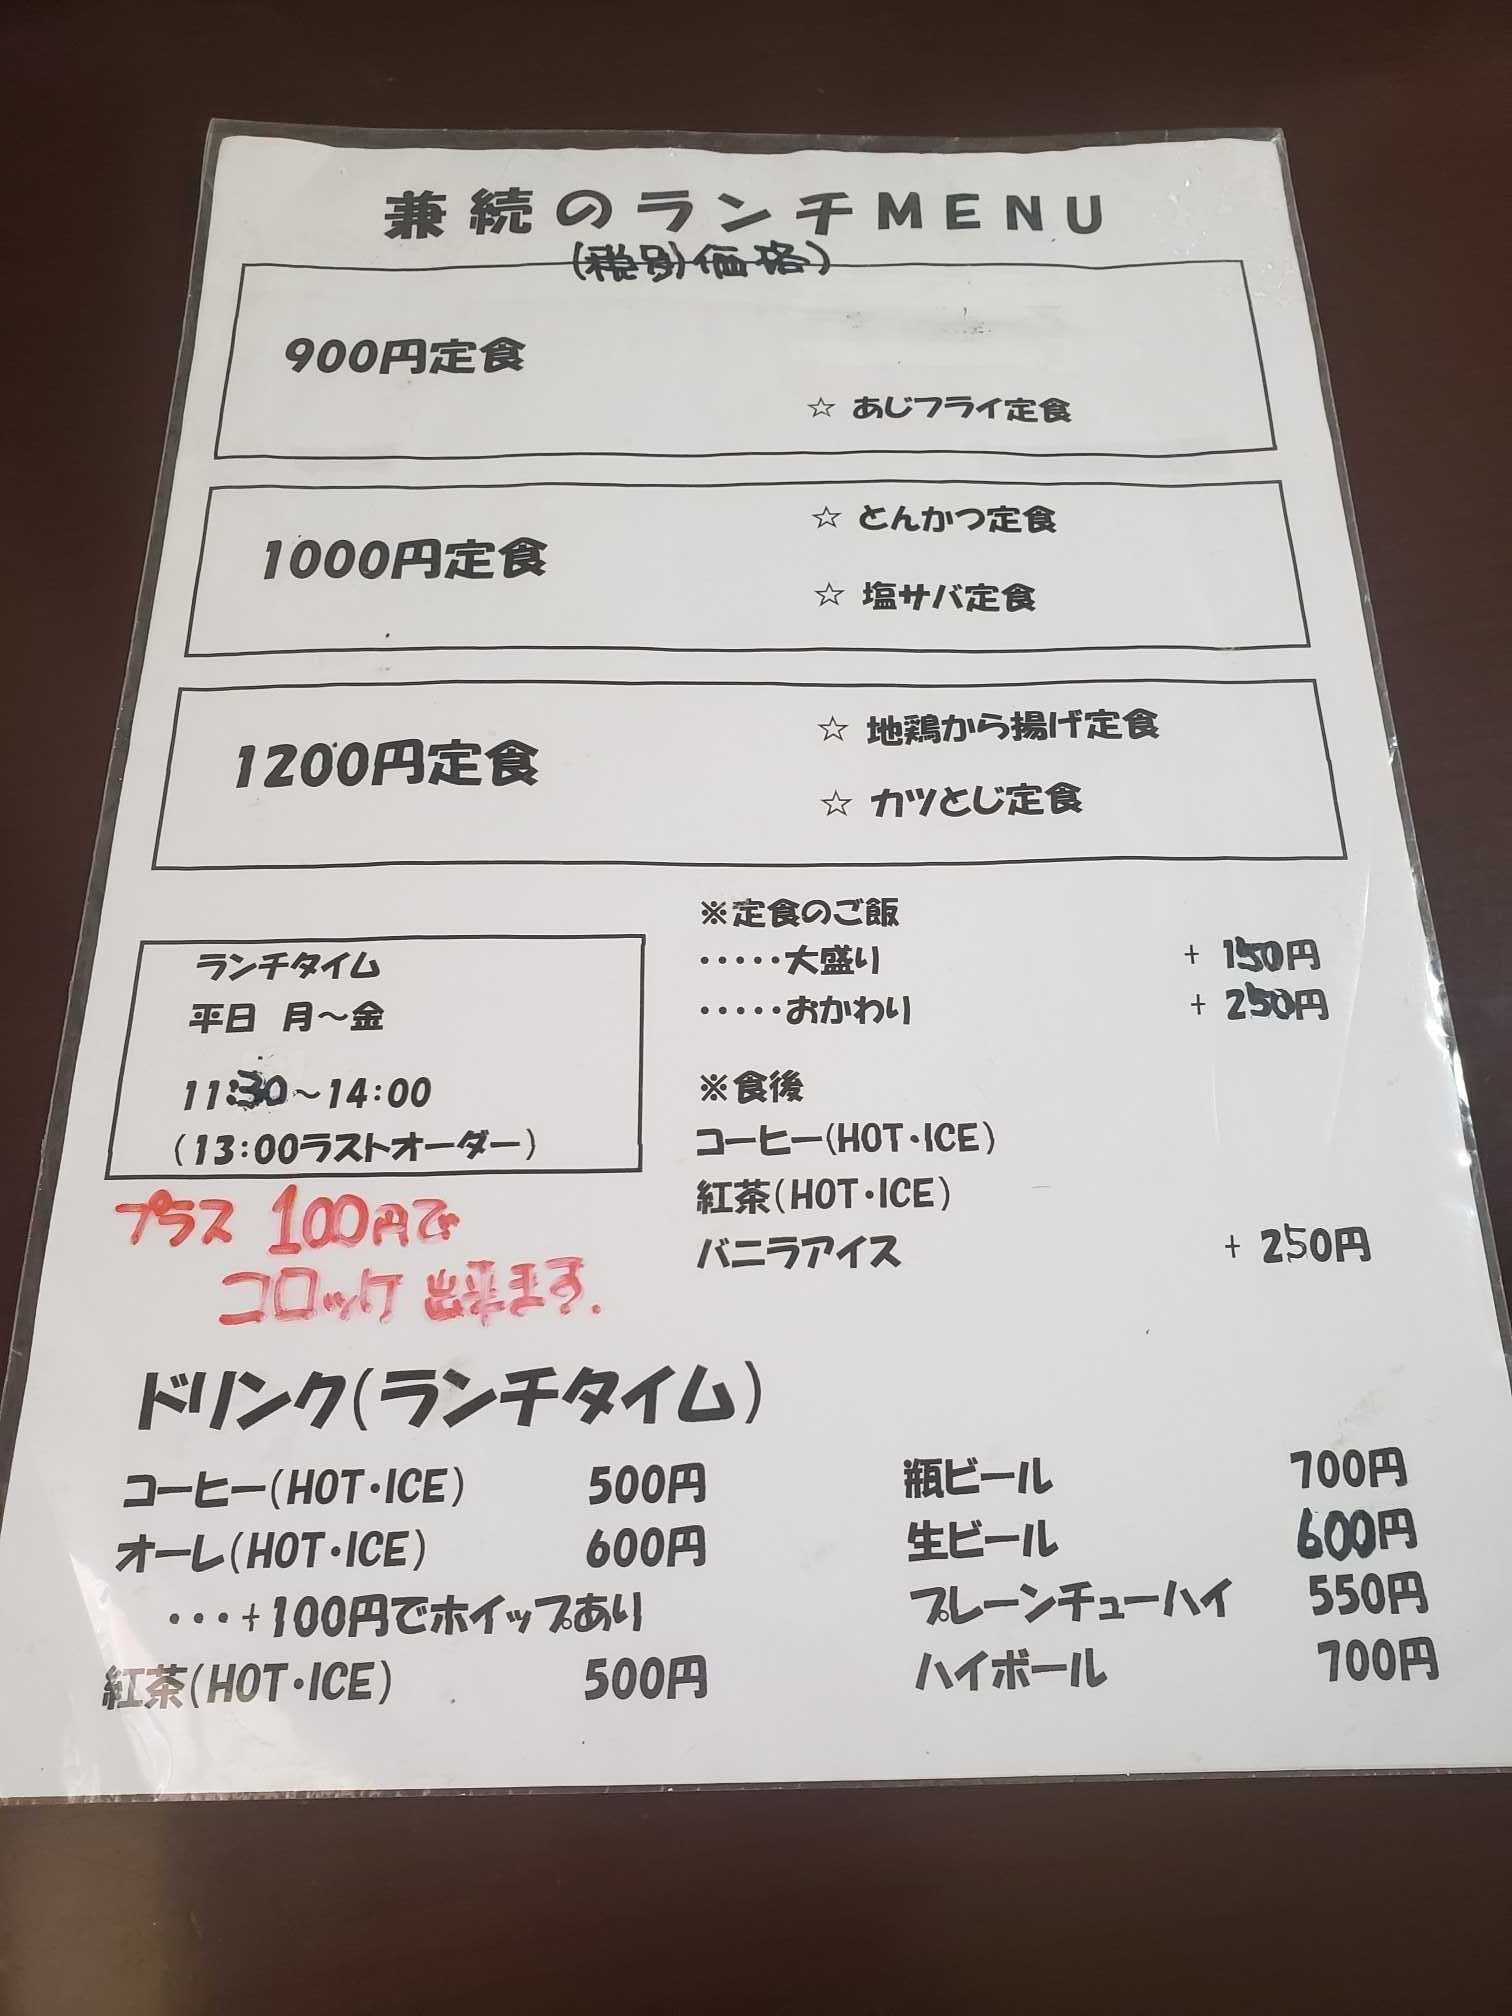 兼続のランチMENU
(税別価格)
900円定食
☆ あじフライ定食
1000円定食
☆ とんかつ定食
☆ 塩サバ定食
1200円定食
☆ 地鶏から揚げ定食
☆ カツとじ定食
ランチタイム
平日 月～金
11:30～14:00
(13:00ラストオーダー)
プラス 100円で
コロッケ 出来ます.
※定食のご飯
・・・・・大盛り + 150円
・・・・・おかわり + 250円
※食後
コーヒー(HOT・ICE)
紅茶(HOT・ICE)
バニラアイス + 250円
ドリンク(ランチタイム)
コーヒー(HOT・ICE) 500円
オーレ(HOT・ICE) 600円
・・・+100円でホイップあり
紅茶(HOT・ICE) 500円
瓶ビール 700円
生ビール 600円
プレーンチューハイ 550円
ハイボール 700円